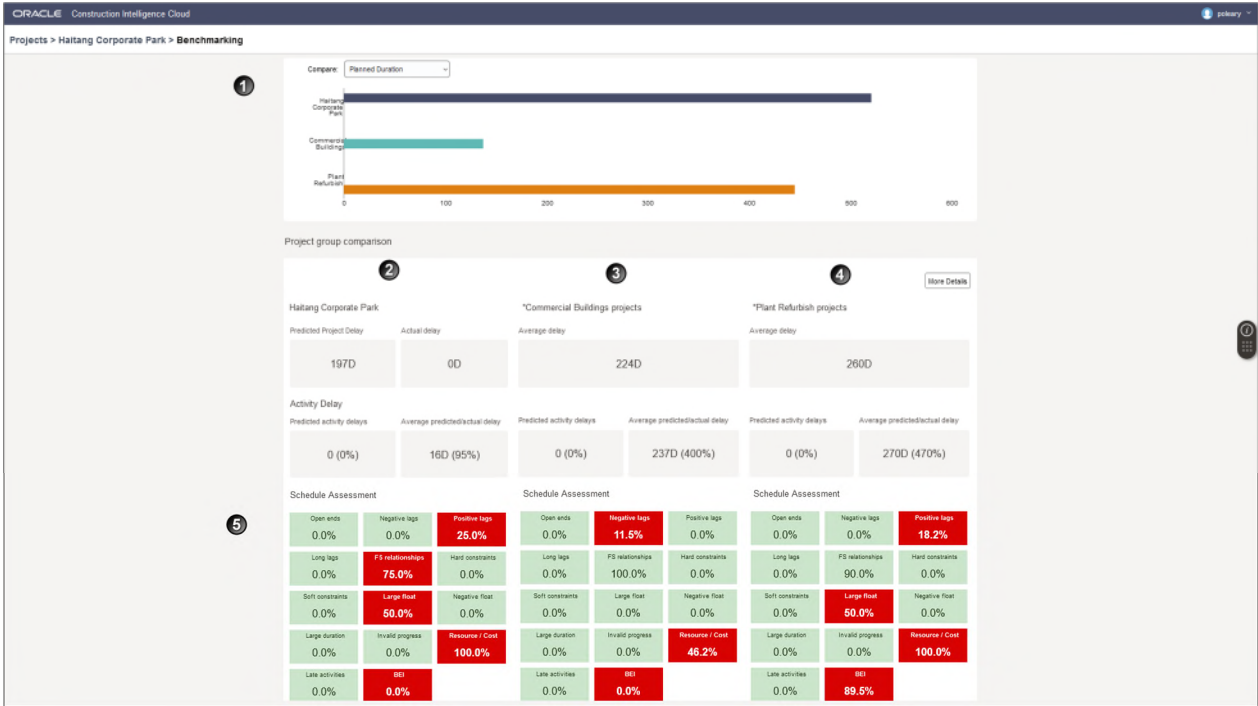 ORACLE Construction Intelligence Cloud
poleary
Projects > Haitang Corporate Park > Benchmarking
1
Compare: Planned Duration
Haitang
Corporate
Park
Commercial
Buildings
Plant
Refurbish
0 100 200 300 400 500 600
Project group comparison
2 3 4
More Details
Haitang Corporate Park *Commercial Buildings projects *Plant Refurbish projects
Predicted Project Delay Actual delay Average delay Average delay
197D 0D 224D 260D
Activity Delay
Predicted activity delays Average predicted/actual delay Predicted activity delays Average predicted/actual delay Predicted activity delays Average predicted/actual delay
0 (0%) 16D (95%) 0 (0%) 237D (400%) 0 (0%) 270D (470%)
Schedule Assessment Schedule Assessment Schedule Assessment
5
Open ends Negative lags Positive lags Open ends Negative lags Positive lags Open ends Negative lags Positive lags
0.0% 0.0% 25.0% 0.0% 11.5% 0.0% 0.0% 0.0% 18.2%
Long lags FS relationships Hard constraints Long lags FS relationships Hard constraints Long lags FS relationships Hard constraints
0.0% 75.0% 0.0% 0.0% 100.0% 0.0% 0.0% 90.0% 0.0%
Soft constraints Large float Negative float Soft constraints Large float Negative float Soft constraints Large float Negative float
0.0% 50.0% 0.0% 0.0% 0.0% 0.0% 0.0% 50.0% 0.0%
Large duration Invalid progress Resource / Cost Large duration Invalid progress Resource / Cost Large duration Invalid progress Resource / Cost
0.0% 0.0% 100.0% 0.0% 0.0% 46.2% 0.0% 0.0% 100.0%
Late activities BEI Late activities BEI Late activities BEI
0.0% 0.0% 0.0% 0.0% 0.0% 89.5%